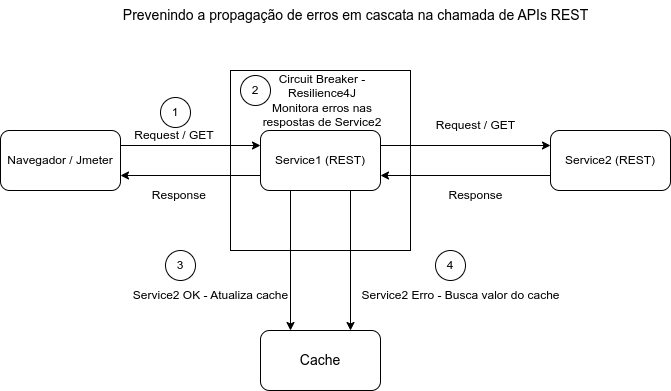 Prevenindo a propagação de erros em cascata na chamada de APIs REST
1
2
Circuit Breaker -
Resilience4J
Monitora erros nas
respostas de Service2
Request / GET
Request / GET
Navegador / Jmeter
Service1 (REST)
Service2 (REST)
Response
Response
3
4
Service2 OK - Atualiza cache
Service2 Erro - Busca valor do cache
Cache